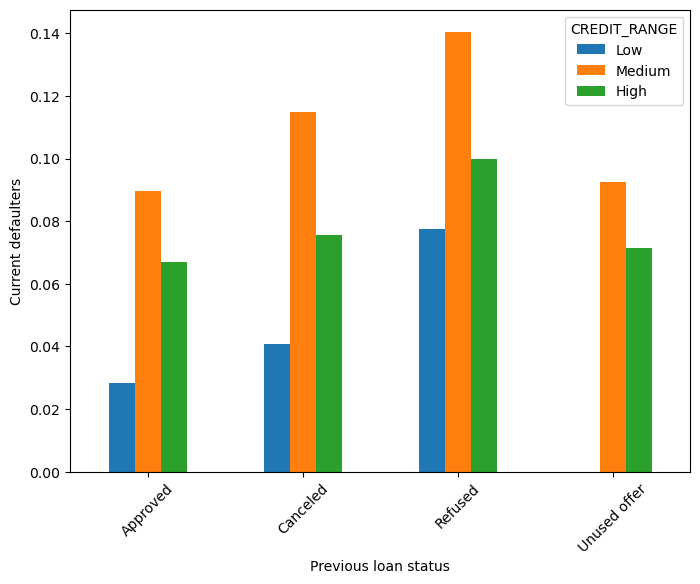 CREDIT_RANGE
Low
Medium
High
Current defaulters
0.14
0.12
0.10
0.08
0.06
0.04
0.02
0.00
Approved
Canceled
Refused
Unused offer
Previous loan status